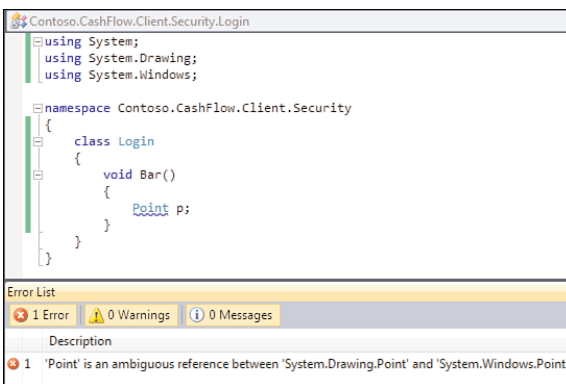 Contoso.CashFlow.Client.Security.Login
using System;
using System.Drawing;
using System.Windows;
namespace Contoso.CashFlow.Client.Security
{
class Login
{
void Bar()
{
Point p;
}
}
}
Error List
1 Error 0 Warnings 0 Messages
Description
1 'Point' is an ambiguous reference between 'System.Drawing.Point' and 'System.Windows.Point